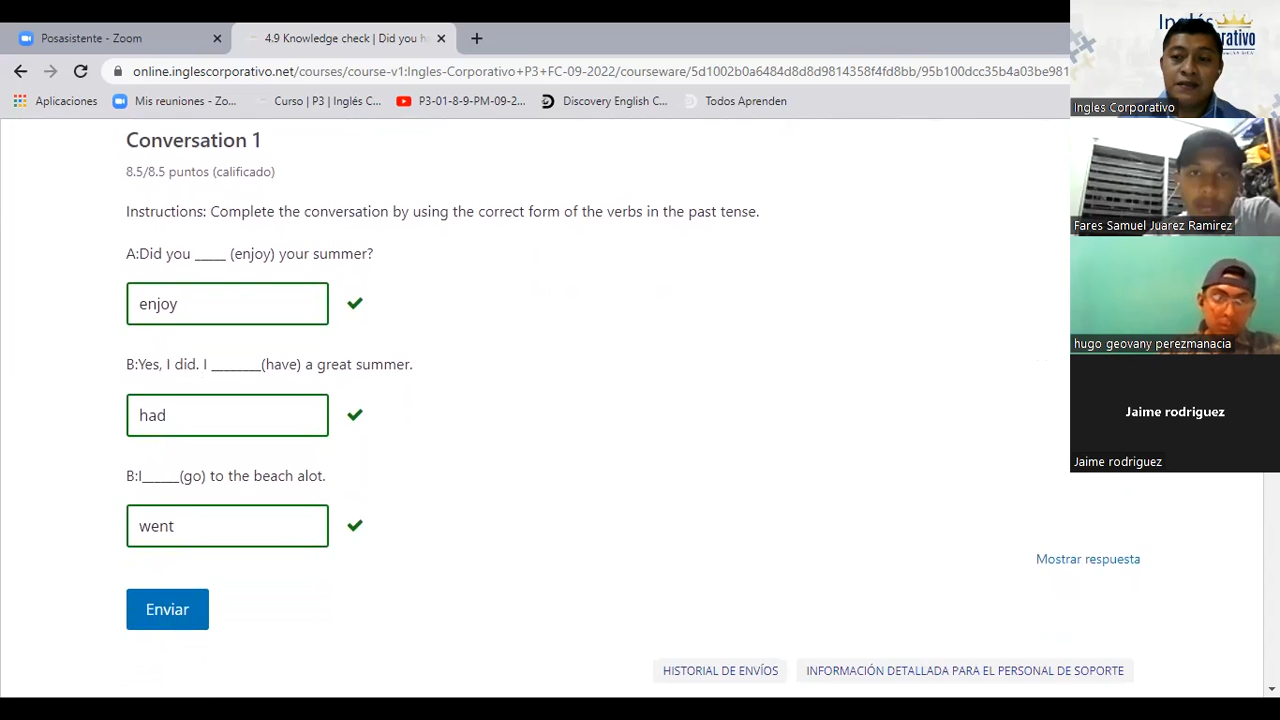 Posasistente - Zoom
4.9 Knowledge check | Did you h
online.inglescorporativo.net/courses/course-v1:Ingles-Corporativo+P3+FC-09-2022/courseware/5d1002b0a6484d8d8d9814358f4fd8bb/95b100dcc35b4a03be981
Aplicaciones
Mis reuniones - Zo...
Curso | P3 | Inglés C...
P3-01-8-9-PM-09-2...
Discovery English C...
Todos Aprenden
Conversation 1
8.5/8.5 puntos (calificado)
Instructions: Complete the conversation by using the correct form of the verbs in the past tense.
A:Did you _____ (enjoy) your summer?
enjoy
B:Yes, I did. I ________(have) a great summer.
had
B:I______(go) to the beach alot.
went
Mostrar respuesta
Enviar
HISTORIAL DE ENVÍOS
INFORMACIÓN DETALLADA PARA EL PERSONAL DE SOPORTE
Ingles Corporativo
Fares Samuel Juarez Ramirez
hugo geovany perezmanacia
Jaime rodriguez
Jaime rodriguez